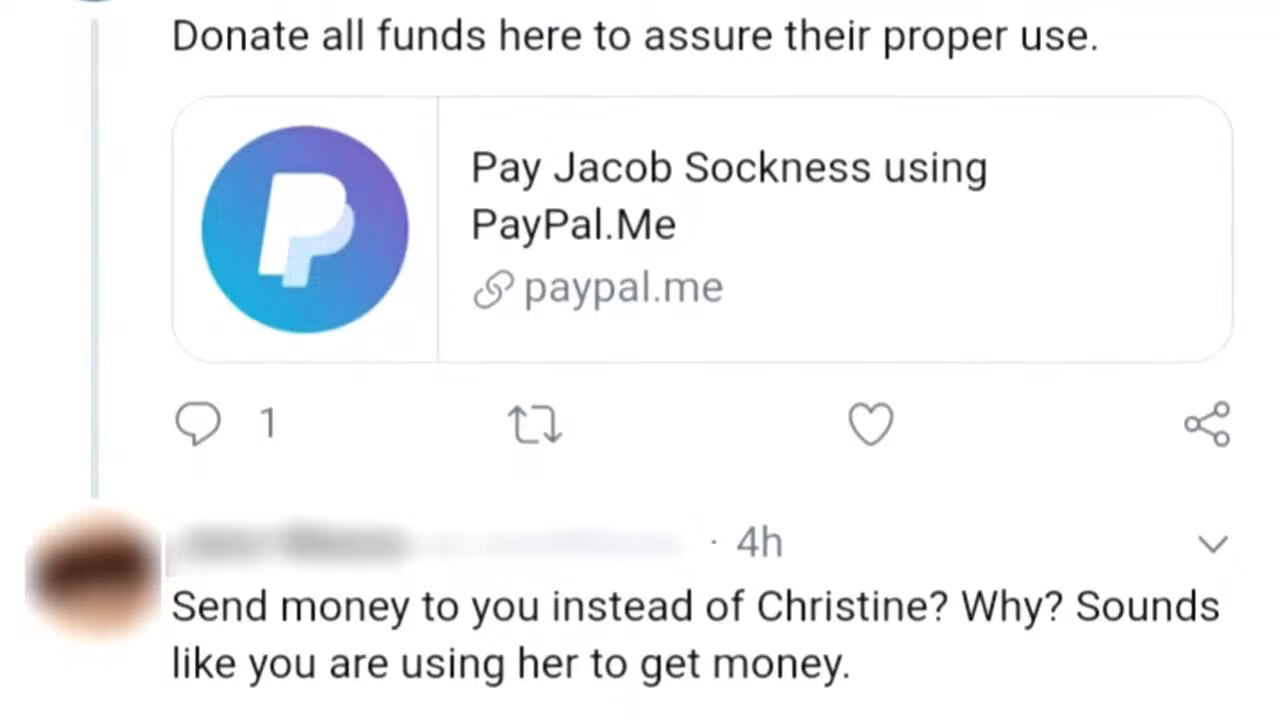 Donate all funds here to assure their proper use.
Pay Jacob Sockness using
PayPal.Me
paypal.me
1
· 4h
Send money to you instead of Christine? Why? Sounds
like you are using her to get money.